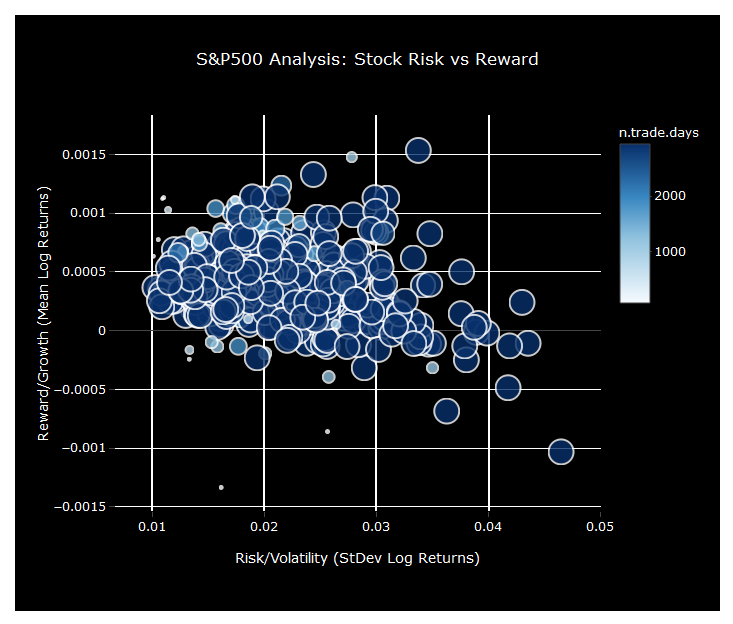 S&P500 Analysis: Stock Risk vs Reward
n.trade.days
2000
1000
Reward/Growth (Mean Log Returns)
0.0015
0.001
0.0005
0
−0.0005
−0.001
−0.0015
0.01 0.02 0.03 0.04 0.05
Risk/Volatility (StDev Log Returns)